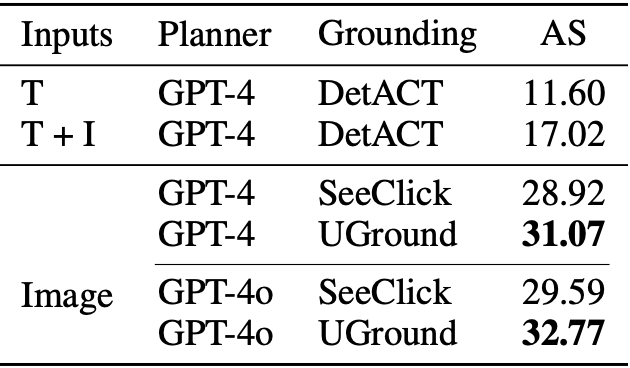 Inputs Planner Grounding AS
T GPT-4 DetACT 11.60
T + I GPT-4 DetACT 17.02
GPT-4 SeeClick 28.92
GPT-4 UGround 31.07
Image
GPT-4o SeeClick 29.59
GPT-4o UGround 32.77